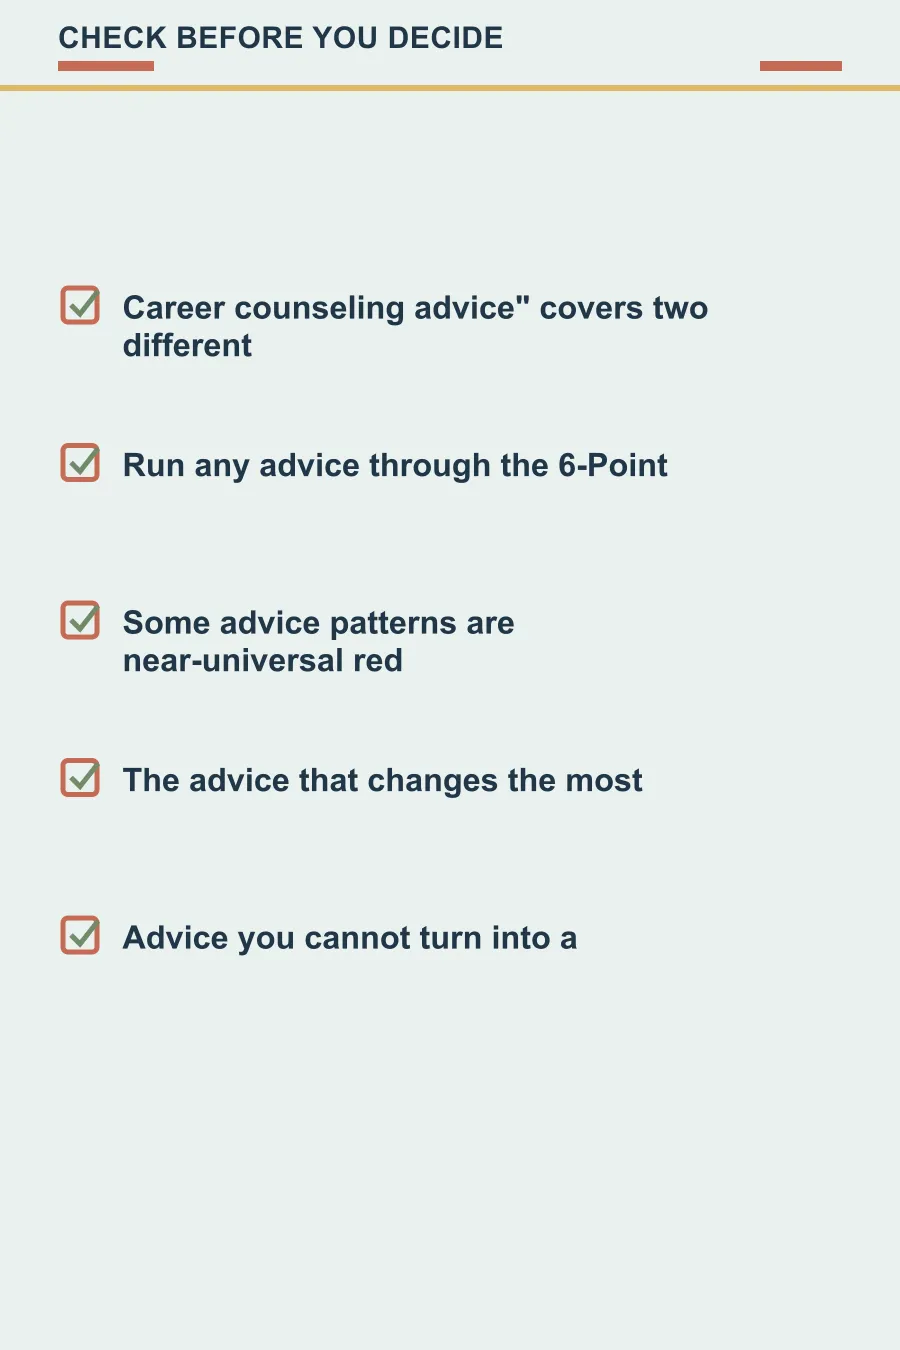 CHECK BEFORE YOU DECIDE
Career counseling advice" covers two
different
Run any advice through the 6-Point
Some advice patterns are
near-universal red
The advice that changes the most
Advice you cannot turn into a